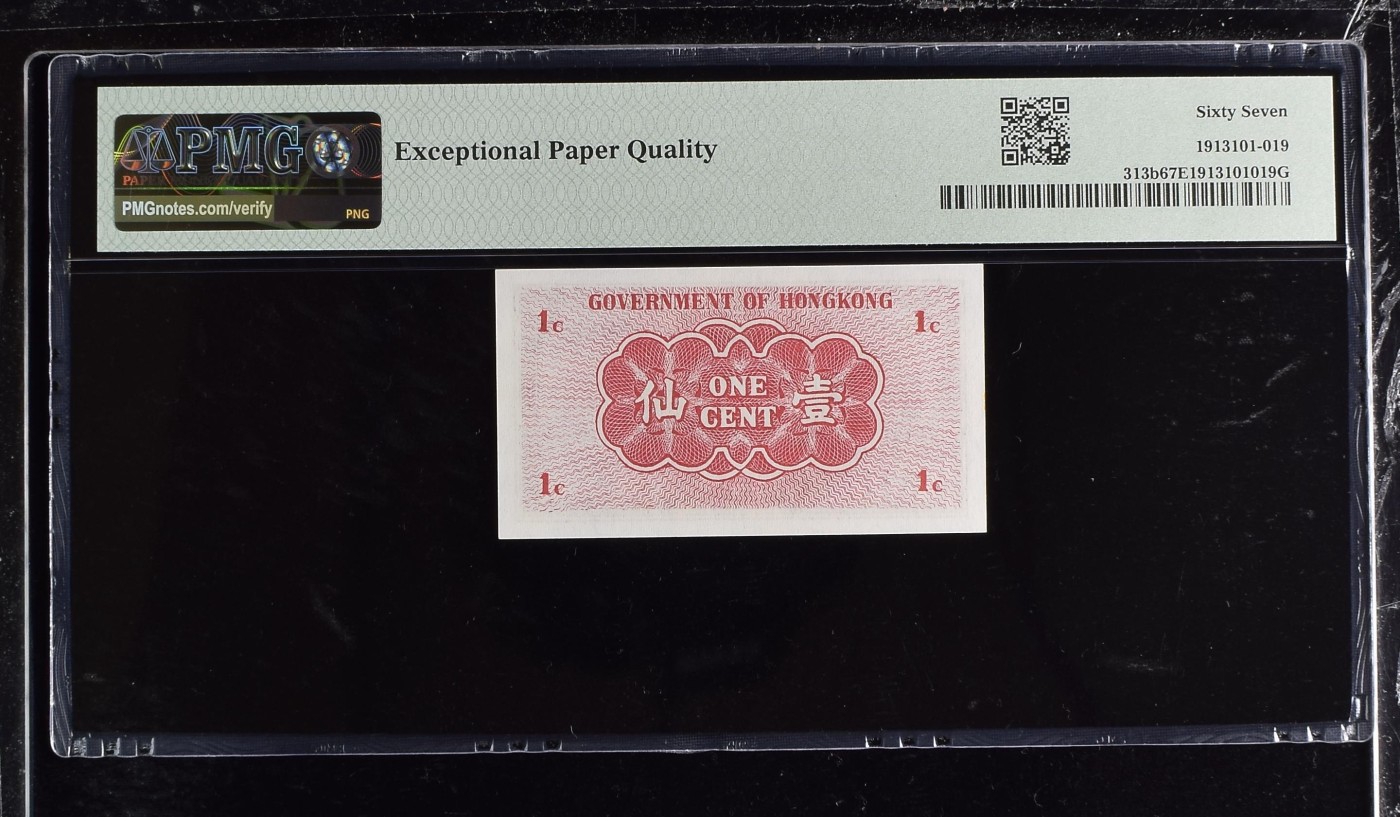 PMG
PMGnotes.com/verify
PNG
Exceptional Paper Quality
Sixty Seven
1913101-019
313b67E1913101019G
GOVERNMENT OF HONGKONG
1c
1c
仙
ONE
CENT
壹
1c
1c